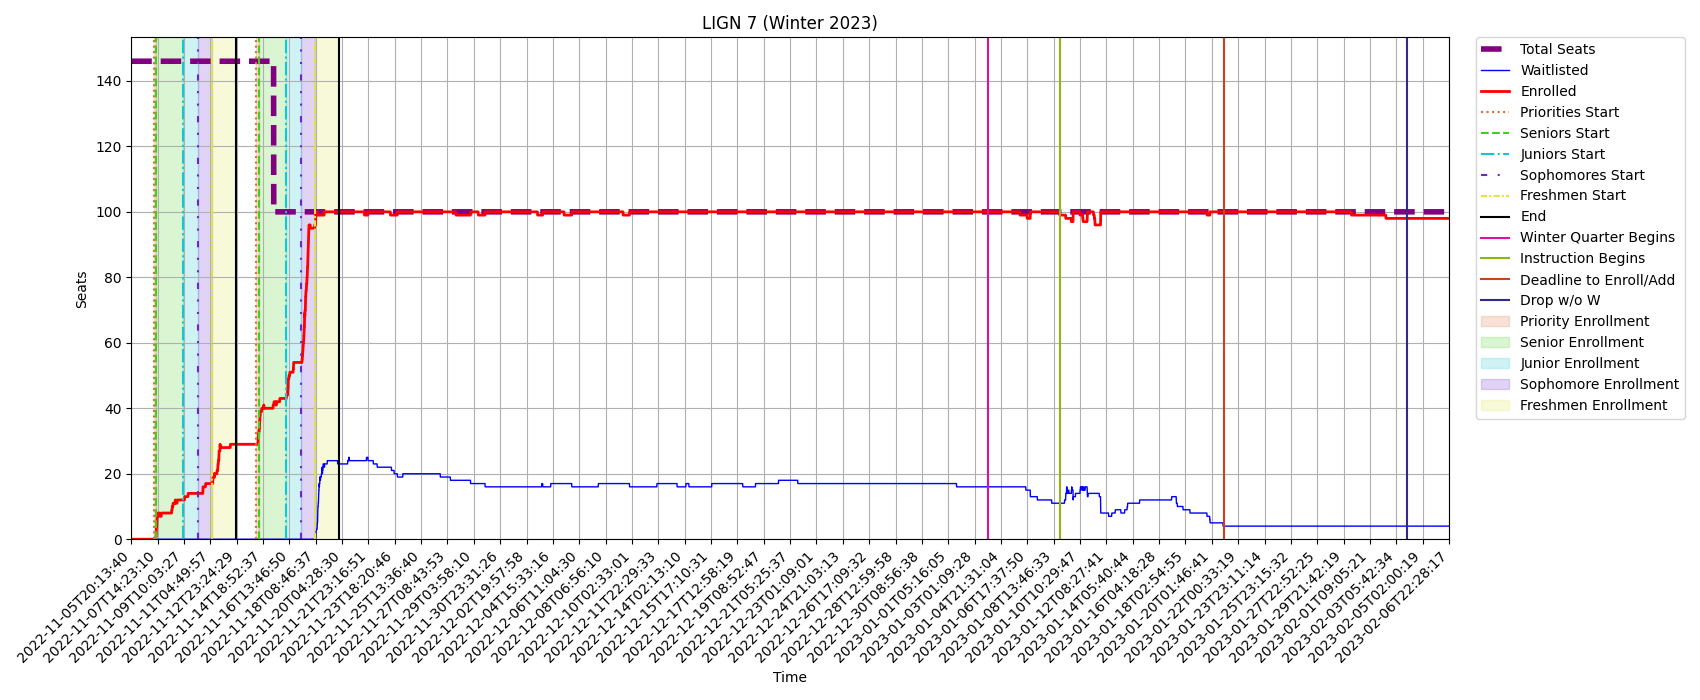 LIGN 7 (Winter 2023)
Seats
140
120
100
80
60
40
20
0
2022-11-05T20:13:40
2022-11-07T14:23:10
2022-11-09T10:03:27
2022-11-11T04:49:57
2022-11-12T23:24:29
2022-11-14T18:52:37
2022-11-16T13:46:50
2022-11-18T08:46:37
2022-11-20T04:28:30
2022-11-21T23:16:51
2022-11-23T18:20:46
2022-11-25T13:36:40
2022-11-27T08:43:53
2022-11-29T03:58:10
2022-11-30T23:31:26
2022-12-02T19:57:58
2022-12-04T15:33:16
2022-12-06T11:04:30
2022-12-08T06:56:10
2022-12-10T02:33:01
2022-12-11T22:29:33
2022-12-14T02:13:10
2022-12-15T17:10:31
2022-12-17T12:58:19
2022-12-19T08:52:47
2022-12-21T05:25:37
2022-12-23T01:09:01
2022-12-24T21:03:13
2022-12-26T17:09:32
2022-12-28T12:59:58
2022-12-30T08:56:38
2023-01-01T05:16:05
2023-01-03T01:09:28
2023-01-04T21:31:04
2023-01-06T17:37:50
2023-01-08T13:46:33
2023-01-10T10:29:47
2023-01-12T08:27:41
2023-01-14T05:40:44
2023-01-16T04:18:28
2023-01-18T02:54:55
2023-01-20T01:46:41
2023-01-22T00:33:19
2023-01-23T23:11:14
2023-01-25T23:15:32
2023-01-27T22:52:25
2023-01-29T21:42:19
2023-02-01T09:05:21
2023-02-03T05:42:34
2023-02-05T02:00:19
2023-02-06T22:28:17
Time
Total Seats
Waitlisted
Enrolled
Priorities Start
Seniors Start
Juniors Start
Sophomores Start
Freshmen Start
End
Winter Quarter Begins
Instruction Begins
Deadline to Enroll/Add
Drop w/o W
Priority Enrollment
Senior Enrollment
Junior Enrollment
Sophomore Enrollment
Freshmen Enrollment